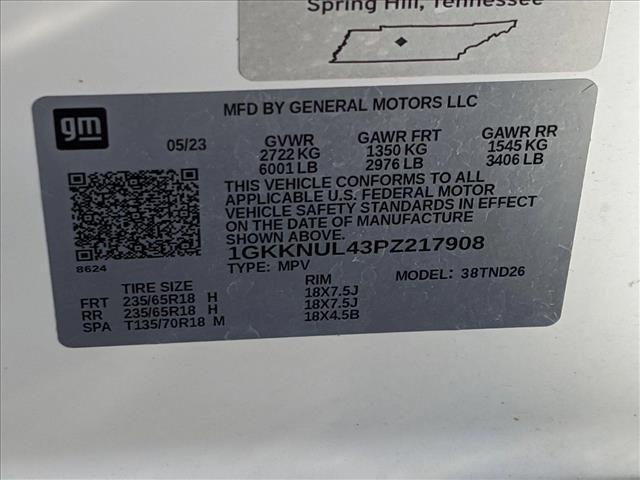 Spring Hill, Tennessee
gm
MFD BY GENERAL MOTORS LLC
05/23 GVWR GAWR FRT GAWR RR
2722 KG 1350 KG 1545 KG
6001 LB 2976 LB 3406 LB
THIS VEHICLE CONFORMS TO ALL
APPLICABLE U.S. FEDERAL MOTOR
VEHICLE SAFETY STANDARDS IN EFFECT
ON THE DATE OF MANUFACTURE
SHOWN ABOVE.
1GKKNUL43PZ217908
8624
TYPE: MPV MODEL: 38TND26
TIRE SIZE RIM
FRT 235/65R18 H 18X7.5J
RR 235/65R18 H 18X7.5J
SPA T135/70R18 M 18X4.5B